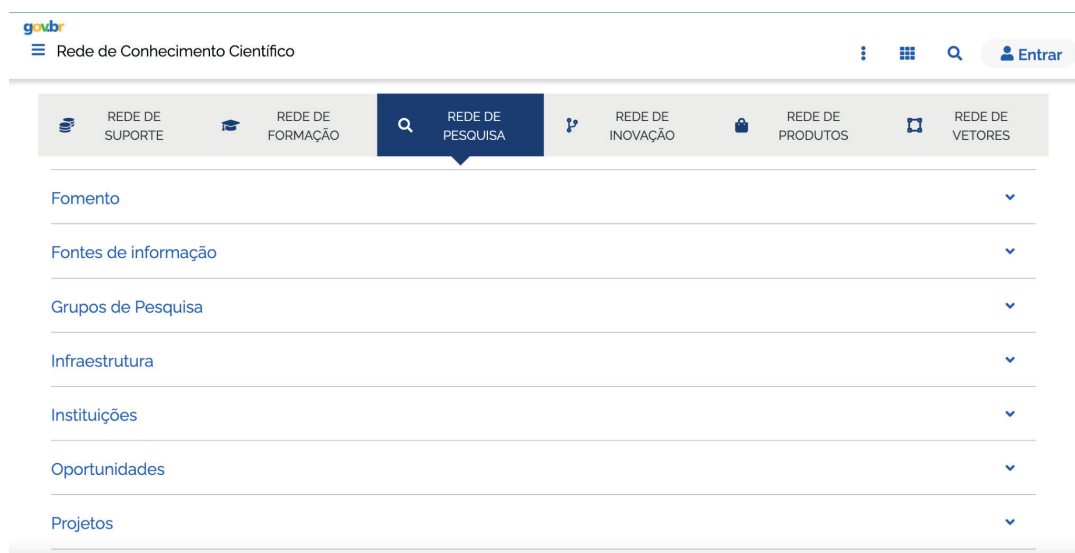 gov.br
Rede de Conhecimento Científico
Entrar
REDE DE
SUPORTE
REDE DE
FORMAÇÃO
REDE DE
PESQUISA
REDE DE
INOVAÇÃO
REDE DE
PRODUTOS
REDE DE
VETORES
Fomento
Fontes de informação
Grupos de Pesquisa
Infraestrutura
Instituições
Oportunidades
Projetos